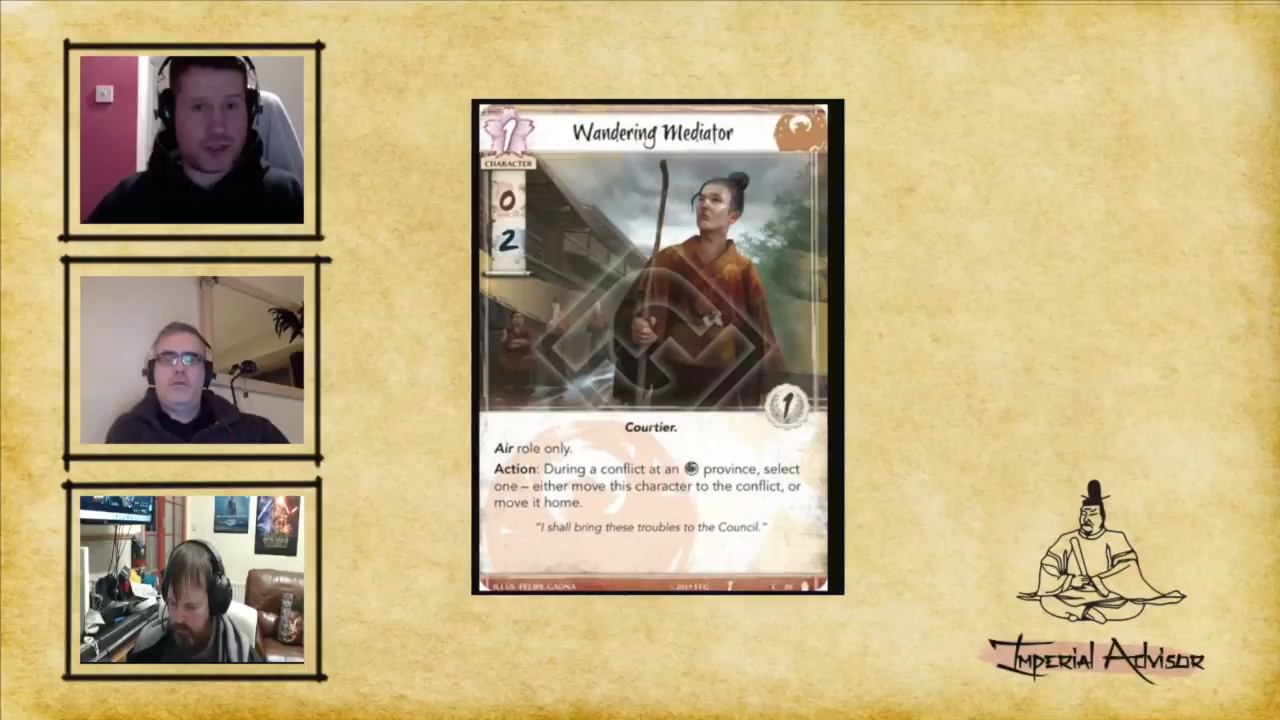 1
Wandering Mediator
CHARACTER
0
2
1
Courtier.
Air role only.
Action: During a conflict at an province, select
one – either move this character to the conflict, or
move it home.
"I shall bring these troubles to the Council."
ILLUS. FELIPE GAONA
© 2019 FFG
Imperial Advisor